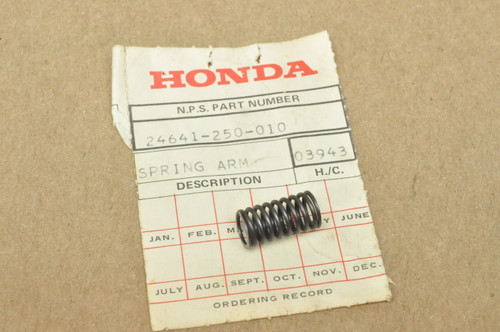 HONDA
N.P.S. PART NUMBER
24641-250-010
SPRING ARM 03943
DESCRIPTION H./C.
JAN. FEB. JUNE
JULY AUG. SEPT. OCT. NOV. DEC.
ORDERING RECORD